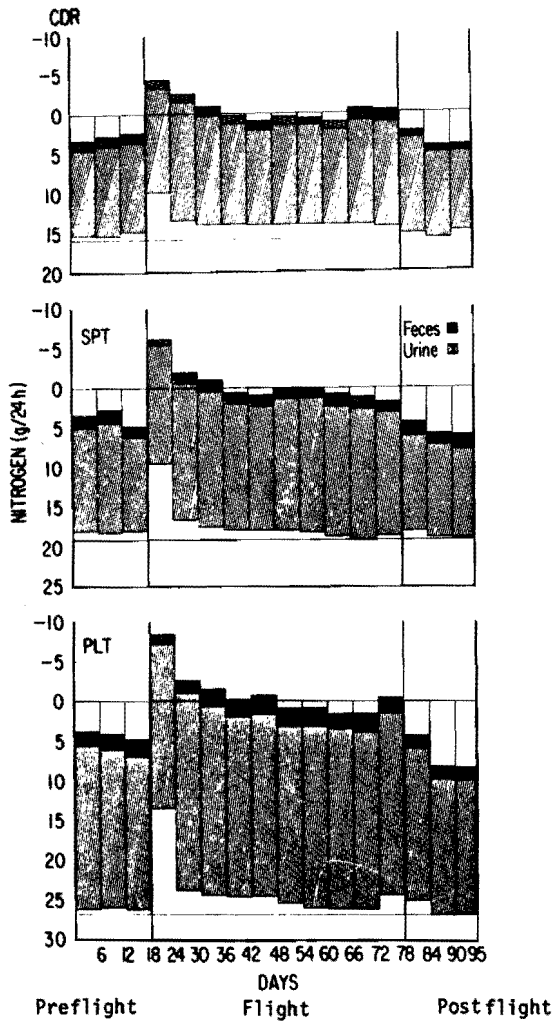 CDR
-10
-5
0
5
10
15
20
-10
SPT
-5
Feces
Urine
0
5
10
15
20
25
NITROGEN (g/24h)
-10
PLT
-5
0
5
10
15
20
25
30
6 12 18 24 30 36 42 48 54 60 66 72 78 84 90 95
DAYS
Preflight Flight Postflight